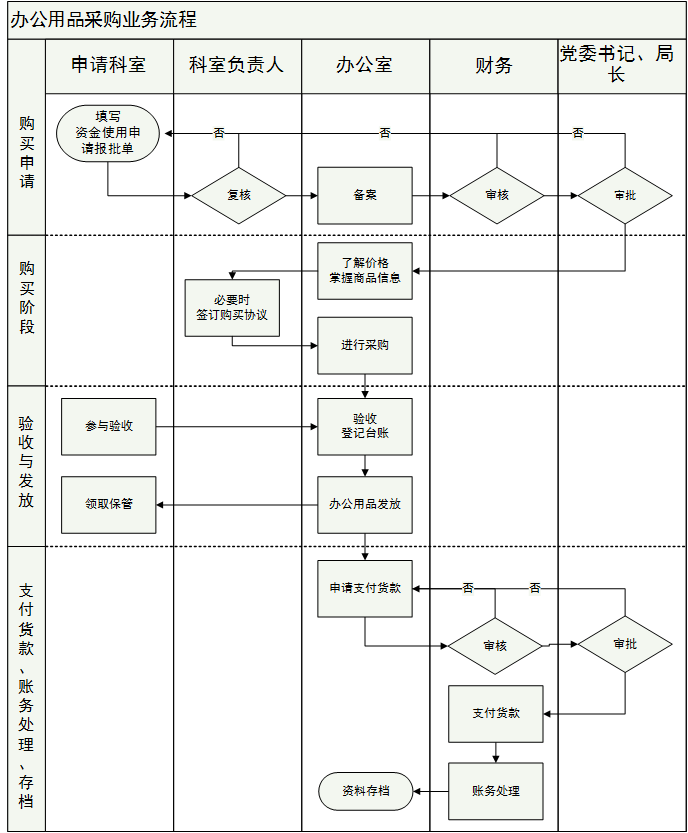 办公用品采购业务流程
申请科室
科室负责人
办公室
财务
党委书记、局
长
购
买
申
请
填写
资金使用申
请报批单
否
否
否
复核
备案
审核
审批
购
买
阶
段
了解价格
掌握商品信息
必要时
签订购买协议
进行采购
验
收
与
发
放
参与验收
验收
登记台账
领取保管
办公用品发放
支
付
货
款
、
账
务
处
理
、
存
档
申请支付货款
否
否
审核
审批
支付货款
资料存档
账务处理